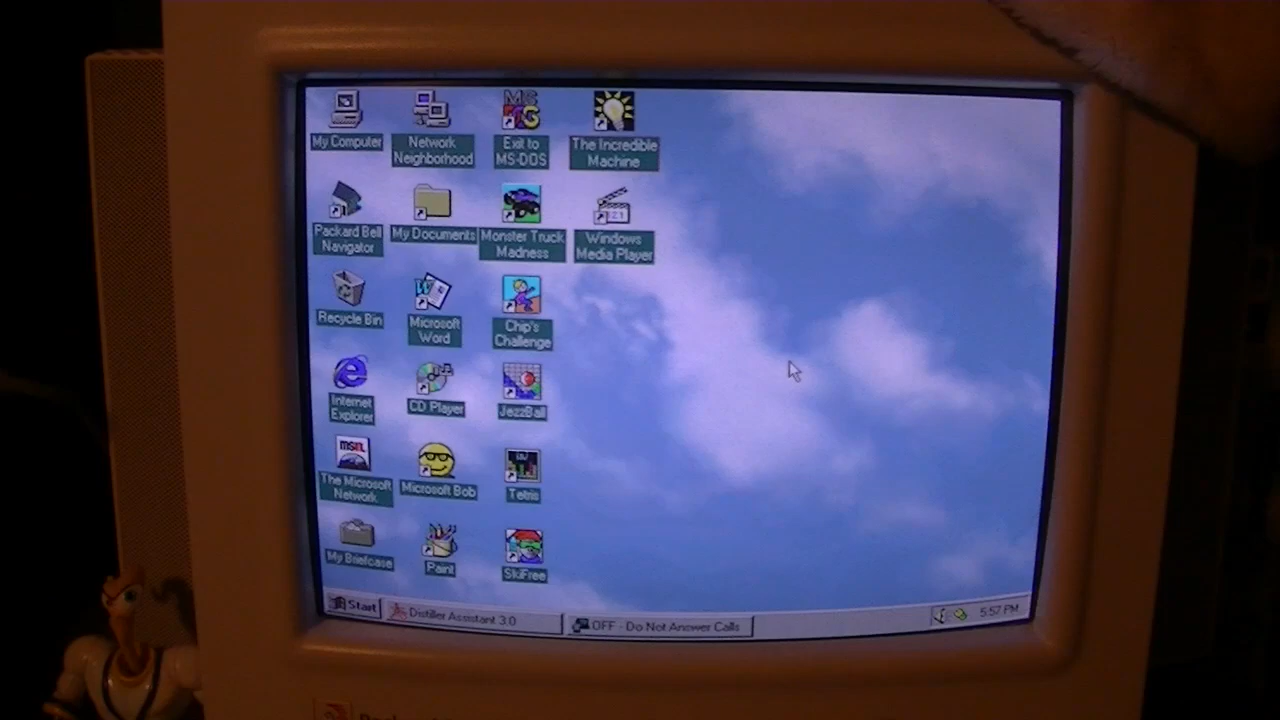 My Computer
Network
Neighborhood
Exit to
MS-DOS
The Incredible
Machine
Packard Bell
Navigator
My Documents
Monster Truck
Madness
Windows
Media Player
Recycle Bin
Microsoft
Word
Chip's
Challenge
Internet
Explorer
CD Player
JezzBall
msn
The Microsoft
Network
Microsoft Bob
Tetris
My Briefcase
Paint
SkiFree
Start
Distiller Assistant 3.0
OFF - Do Not Answer Calls
5:57 PM